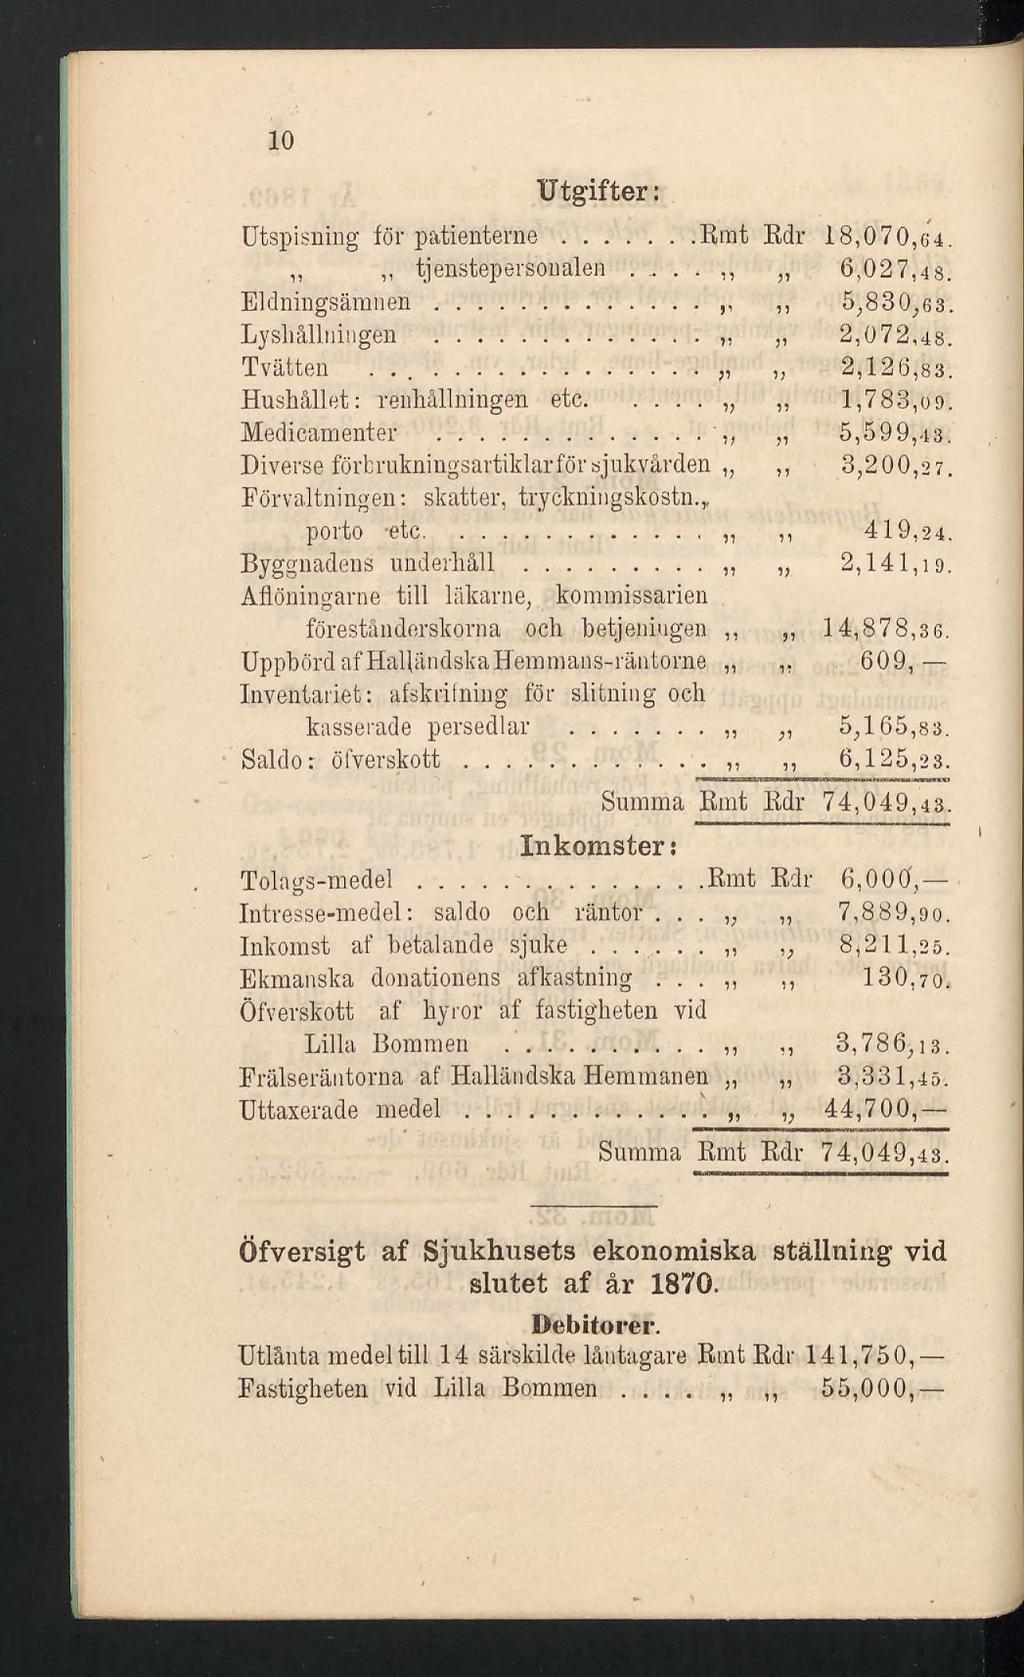 10
Utgifter:
Utspisning för patienterne . . . . . . . Rmt Rdr 18,070,64.
„ „ tjenstepersonalen . . . . „ „ 6,027,48.
Eldningsämnen . . . . . . . . . . . . . „ „ 5,830,63.
Lyshållningen . . . . . . . . . . . . . „ „ 2,072,48.
Tvätten . . . . . . . . . . . . . . . . „ „ 2,126,83.
Hushållet: renhållningen etc. . . . . . „ „ 1,783,09.
Medicamenter . . . . . . . . . . . . . „ „ 5,599,43.
Diverse förbrukningsartiklar för sjukvården „ „ 3,200,27.
Förvaltningen: skatter, tryckningskostn.,
porto etc. . . . . . . . . . . . . . „ „ 419,24.
Byggnadens underhåll . . . . . . . . . „ „ 2,141,19.
Aflöningarne till läkarne, kommissarien
förestånderskorna och betjeningen „ „ 14,878,36.
Uppbörd af Halländska Hemmans-räntorne „ „ 609,—
Inventariet: afskrifning för slitning och
kasserade persedlar . . . . . . . „ „ 5,165,83.
Saldo: öfverskott . . . . . . . . . . . . „ „ 6,125,23.
Summa Rmt Rdr 74,049,43.
Inkomster:
Tolags-medel . . . . . . . . . . . . . . Rmt Rdr 6,000,—
Intresse-medel: saldo och räntor . . . „ „ 7,889,90.
Inkomst af betalande sjuke . . . . . . „ „ 8,211,25.
Ekmanska donationens afkastning . . . „ „ 130,70.
Öfverskott af hyror af fastigheten vid
Lilla Bommen . . . . . . . . . . „ „ 3,786,13.
Frälseräntorna af Halländska Hemmanen „ „ 3,331,45.
Uttaxerade medel . . . . . . . . . . . . „ „ 44,700,—
Summa Rmt Rdr 74,049,43.
Öfversigt af Sjukhusets ekonomiska ställning vid
slutet af år 1870.
Debitorer.
Utlånta medel till 14 särskilde låntagare Rmt Rdr 141,750,—
Fastigheten vid Lilla Bommen . . . . „ „ 55,000,—